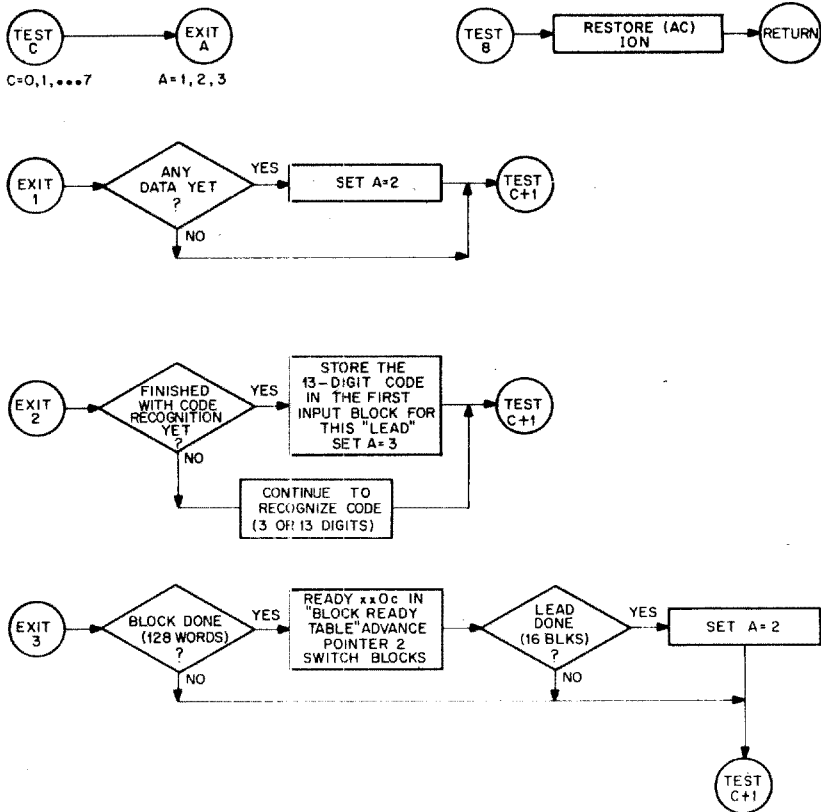 TEST
C
EXIT
A
C=0,1,•••7
A=1,2,3
TEST
8
RESTORE (AC)
ION
RETURN
EXIT
1
ANY
DATA YET
?
YES
NO
SET A=2
TEST
C+1
EXIT
2
FINISHED
WITH CODE
RECOGNITION
YET
?
YES
NO
STORE THE
13-DIGIT CODE
IN THE FIRST
INPUT BLOCK FOR
THIS "LEAD"
SET A=3
CONTINUE TO
RECOGNIZE CODE
(3 OR 13 DIGITS)
TEST
C+1
EXIT
3
BLOCK DONE
(128 WORDS)
?
YES
NO
READY xx0c IN
"BLOCK READY
TABLE" ADVANCE
POINTER 2
SWITCH BLOCKS
LEAD
DONE
(16 BLKS)
?
YES
NO
SET A=2
TEST
C+1